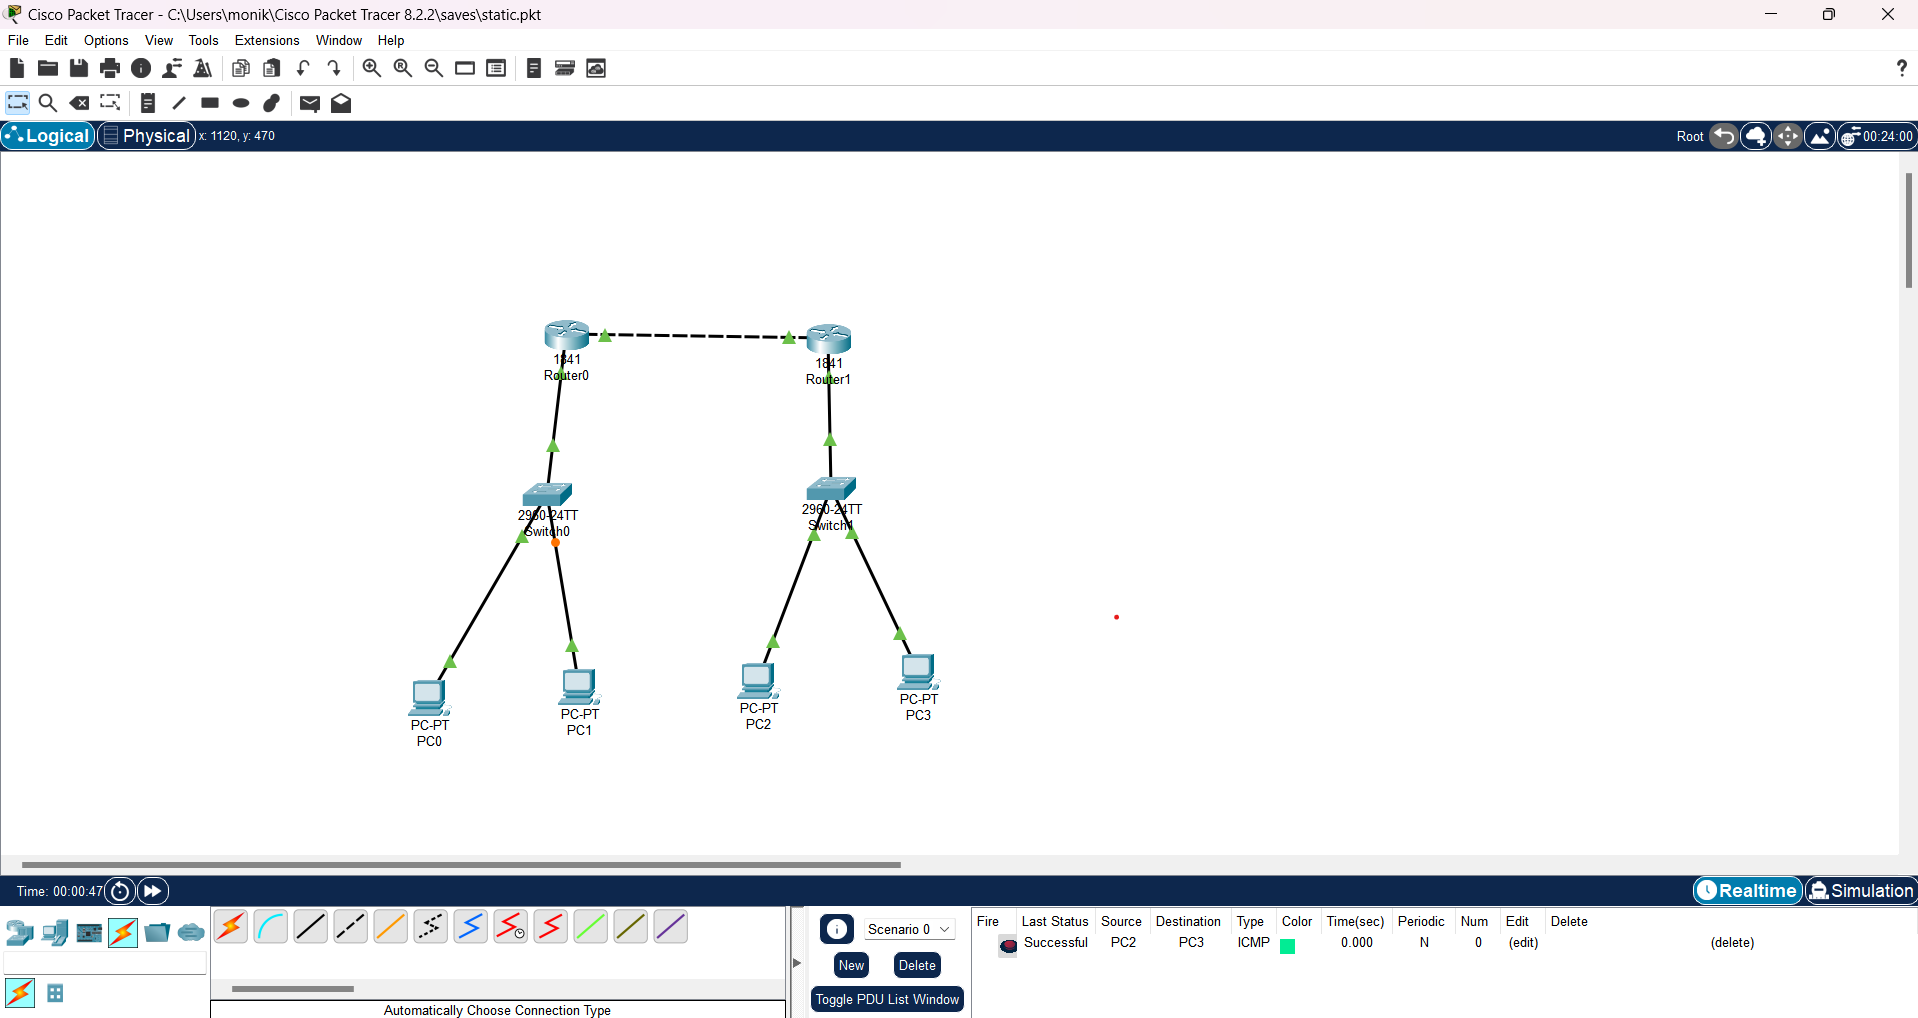 Cisco Packet Tracer - C:\Users\monik\Cisco Packet Tracer 8.2.2\saves\static.pkt
File Edit Options View Tools Extensions Window Help
?
Logical Physical x: 1120, y: 470 Root 00:24:00
1841
Router0
1841
Router1
2960-24TT
Switch0
2960-24TT
Switch1
PC-PT
PC0
PC-PT
PC1
PC-PT
PC2
PC-PT
PC3
Time: 00:00:47 Realtime Simulation
Scenario 0
New Delete
Toggle PDU List Window
Automatically Choose Connection Type
Fire Last Status Source Destination Type Color Time(sec) Periodic Num Edit Delete
Successful PC2 PC3 ICMP 0.000 N 0 (edit) (delete)